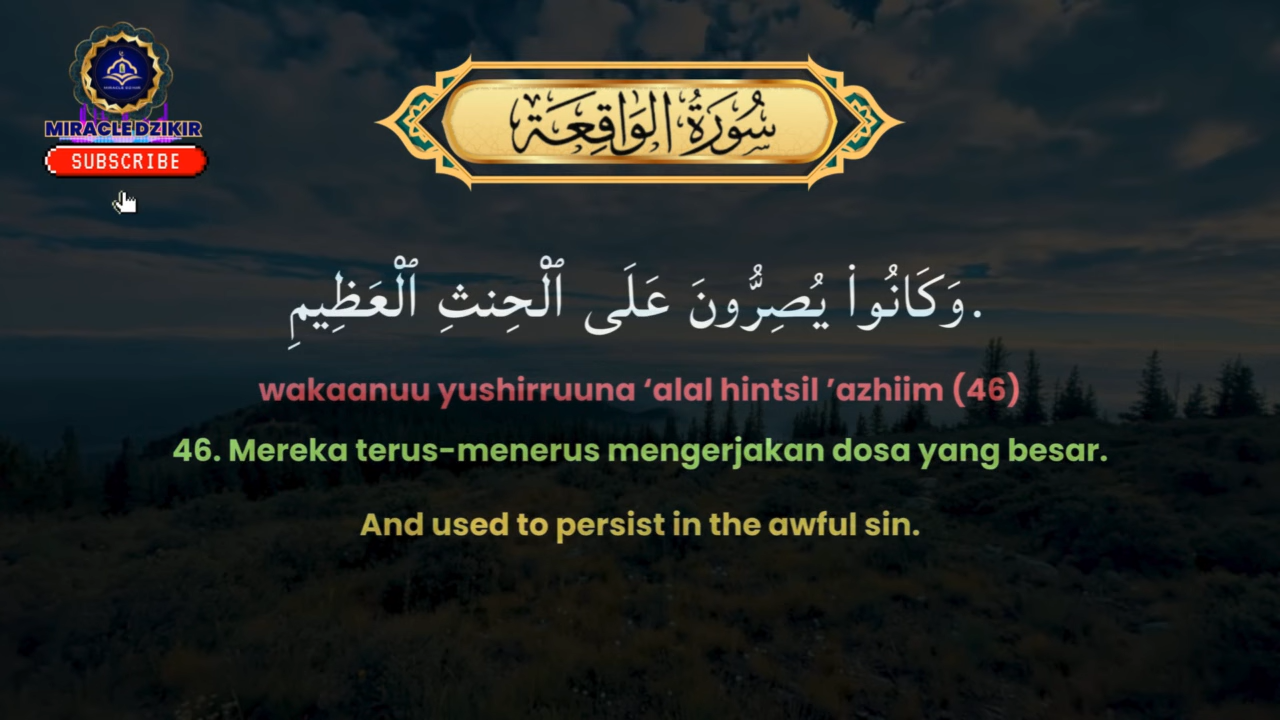 MIRACLE DZIKIR
MIRACLEDZIKIR
SUBSCRIBE
سُورَةُ الوَاقِعَة
وَكَانُوا۟ يُصِرُّونَ عَلَى ٱلْحِنثِ ٱلْعَظِيمِ.
wakaanuu yushirruuna ‘alal hintsil ’azhiim (46)
46. Mereka terus-menerus mengerjakan dosa yang besar.
And used to persist in the awful sin.